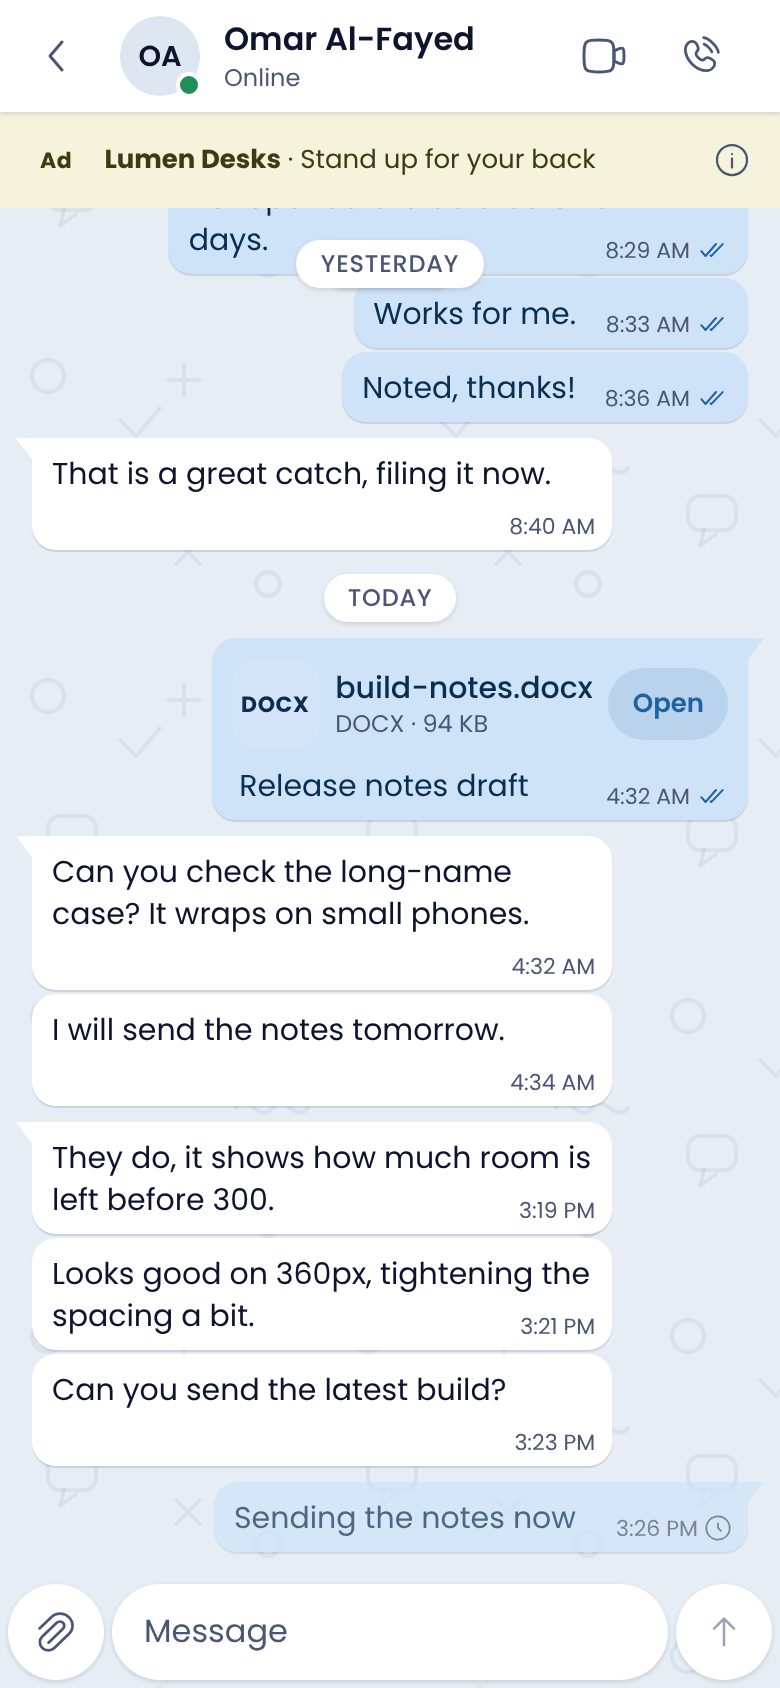 OA
Omar Al-Fayed
Online
Ad
Lumen Desks · Stand up for your back
days.
8:29 AM
YESTERDAY
Works for me.
8:33 AM
Noted, thanks!
8:36 AM
That is a great catch, filing it now.
8:40 AM
TODAY
DOCX
build-notes.docx
DOCX · 94 KB
Open
Release notes draft
4:32 AM
Can you check the long-name
case? It wraps on small phones.
4:32 AM
I will send the notes tomorrow.
4:34 AM
They do, it shows how much room is
left before 300.
3:19 PM
Looks good on 360px, tightening the
spacing a bit.
3:21 PM
Can you send the latest build?
3:23 PM
Sending the notes now
3:26 PM
Message